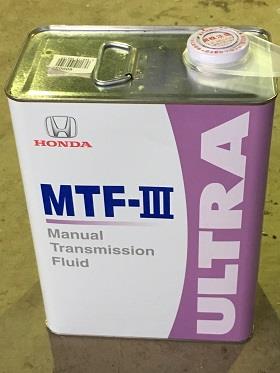 HONDA
MTF-III
Manual
Transmission
Fluid
ULTRA